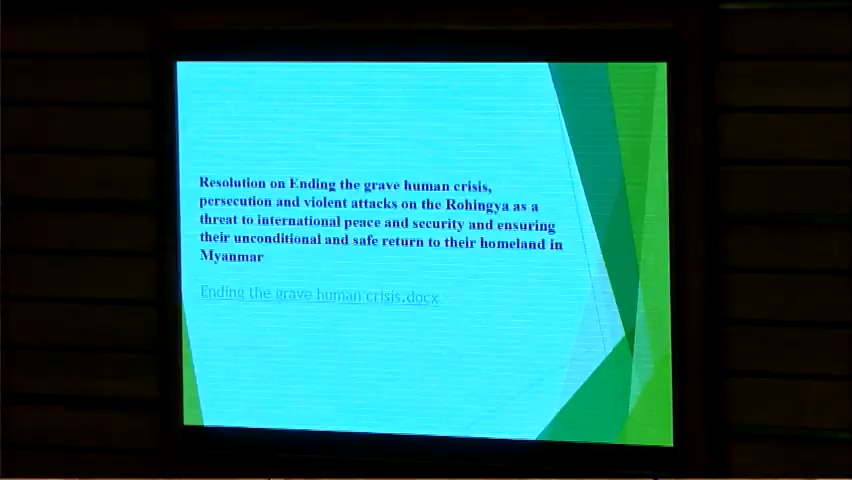 Resolution on Ending the grave human crisis,
persecution and violent attacks on the Rohingya as a
threat to international peace and security and ensuring
their unconditional and safe return to their homeland in
Myanmar
Ending the grave human crisis.docx